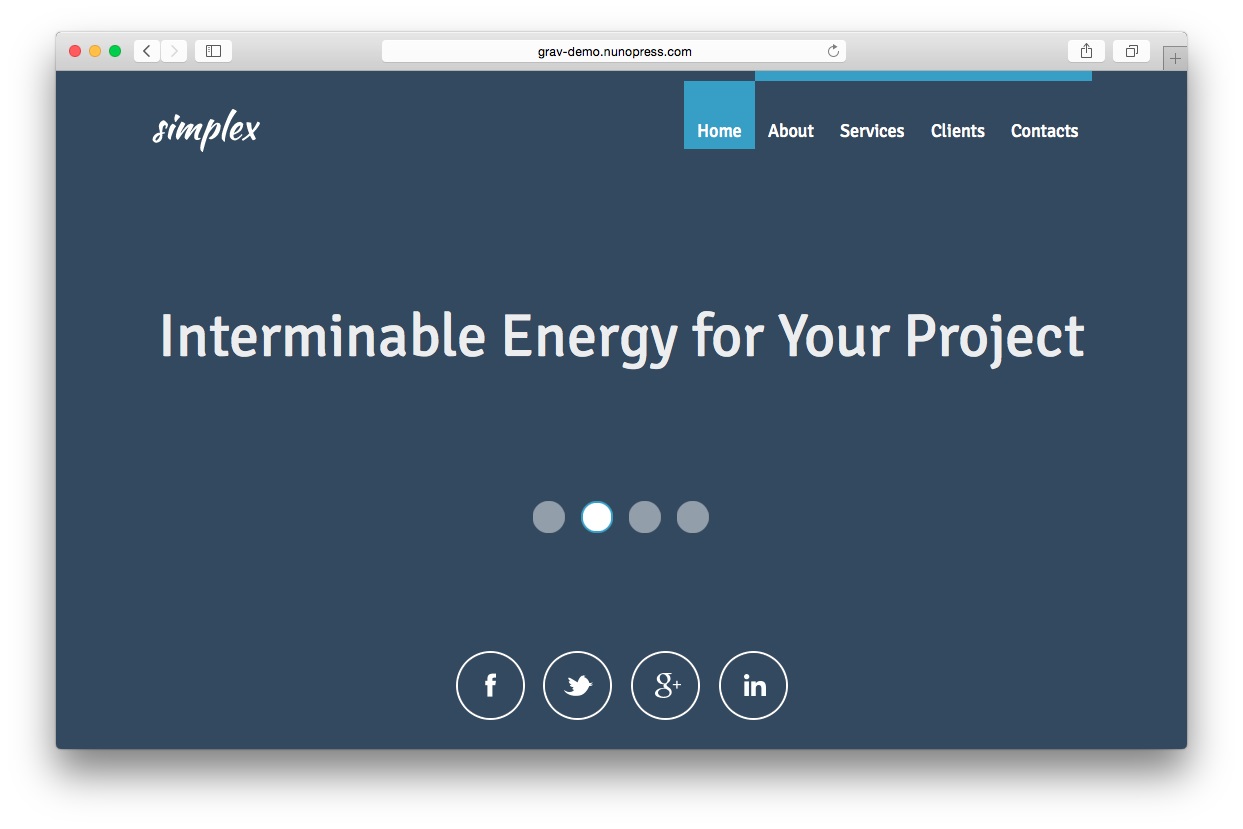 grav-demo.nunopress.com
simplex
Home About Services Clients Contacts
Interminable Energy for Your Project
f g+ in